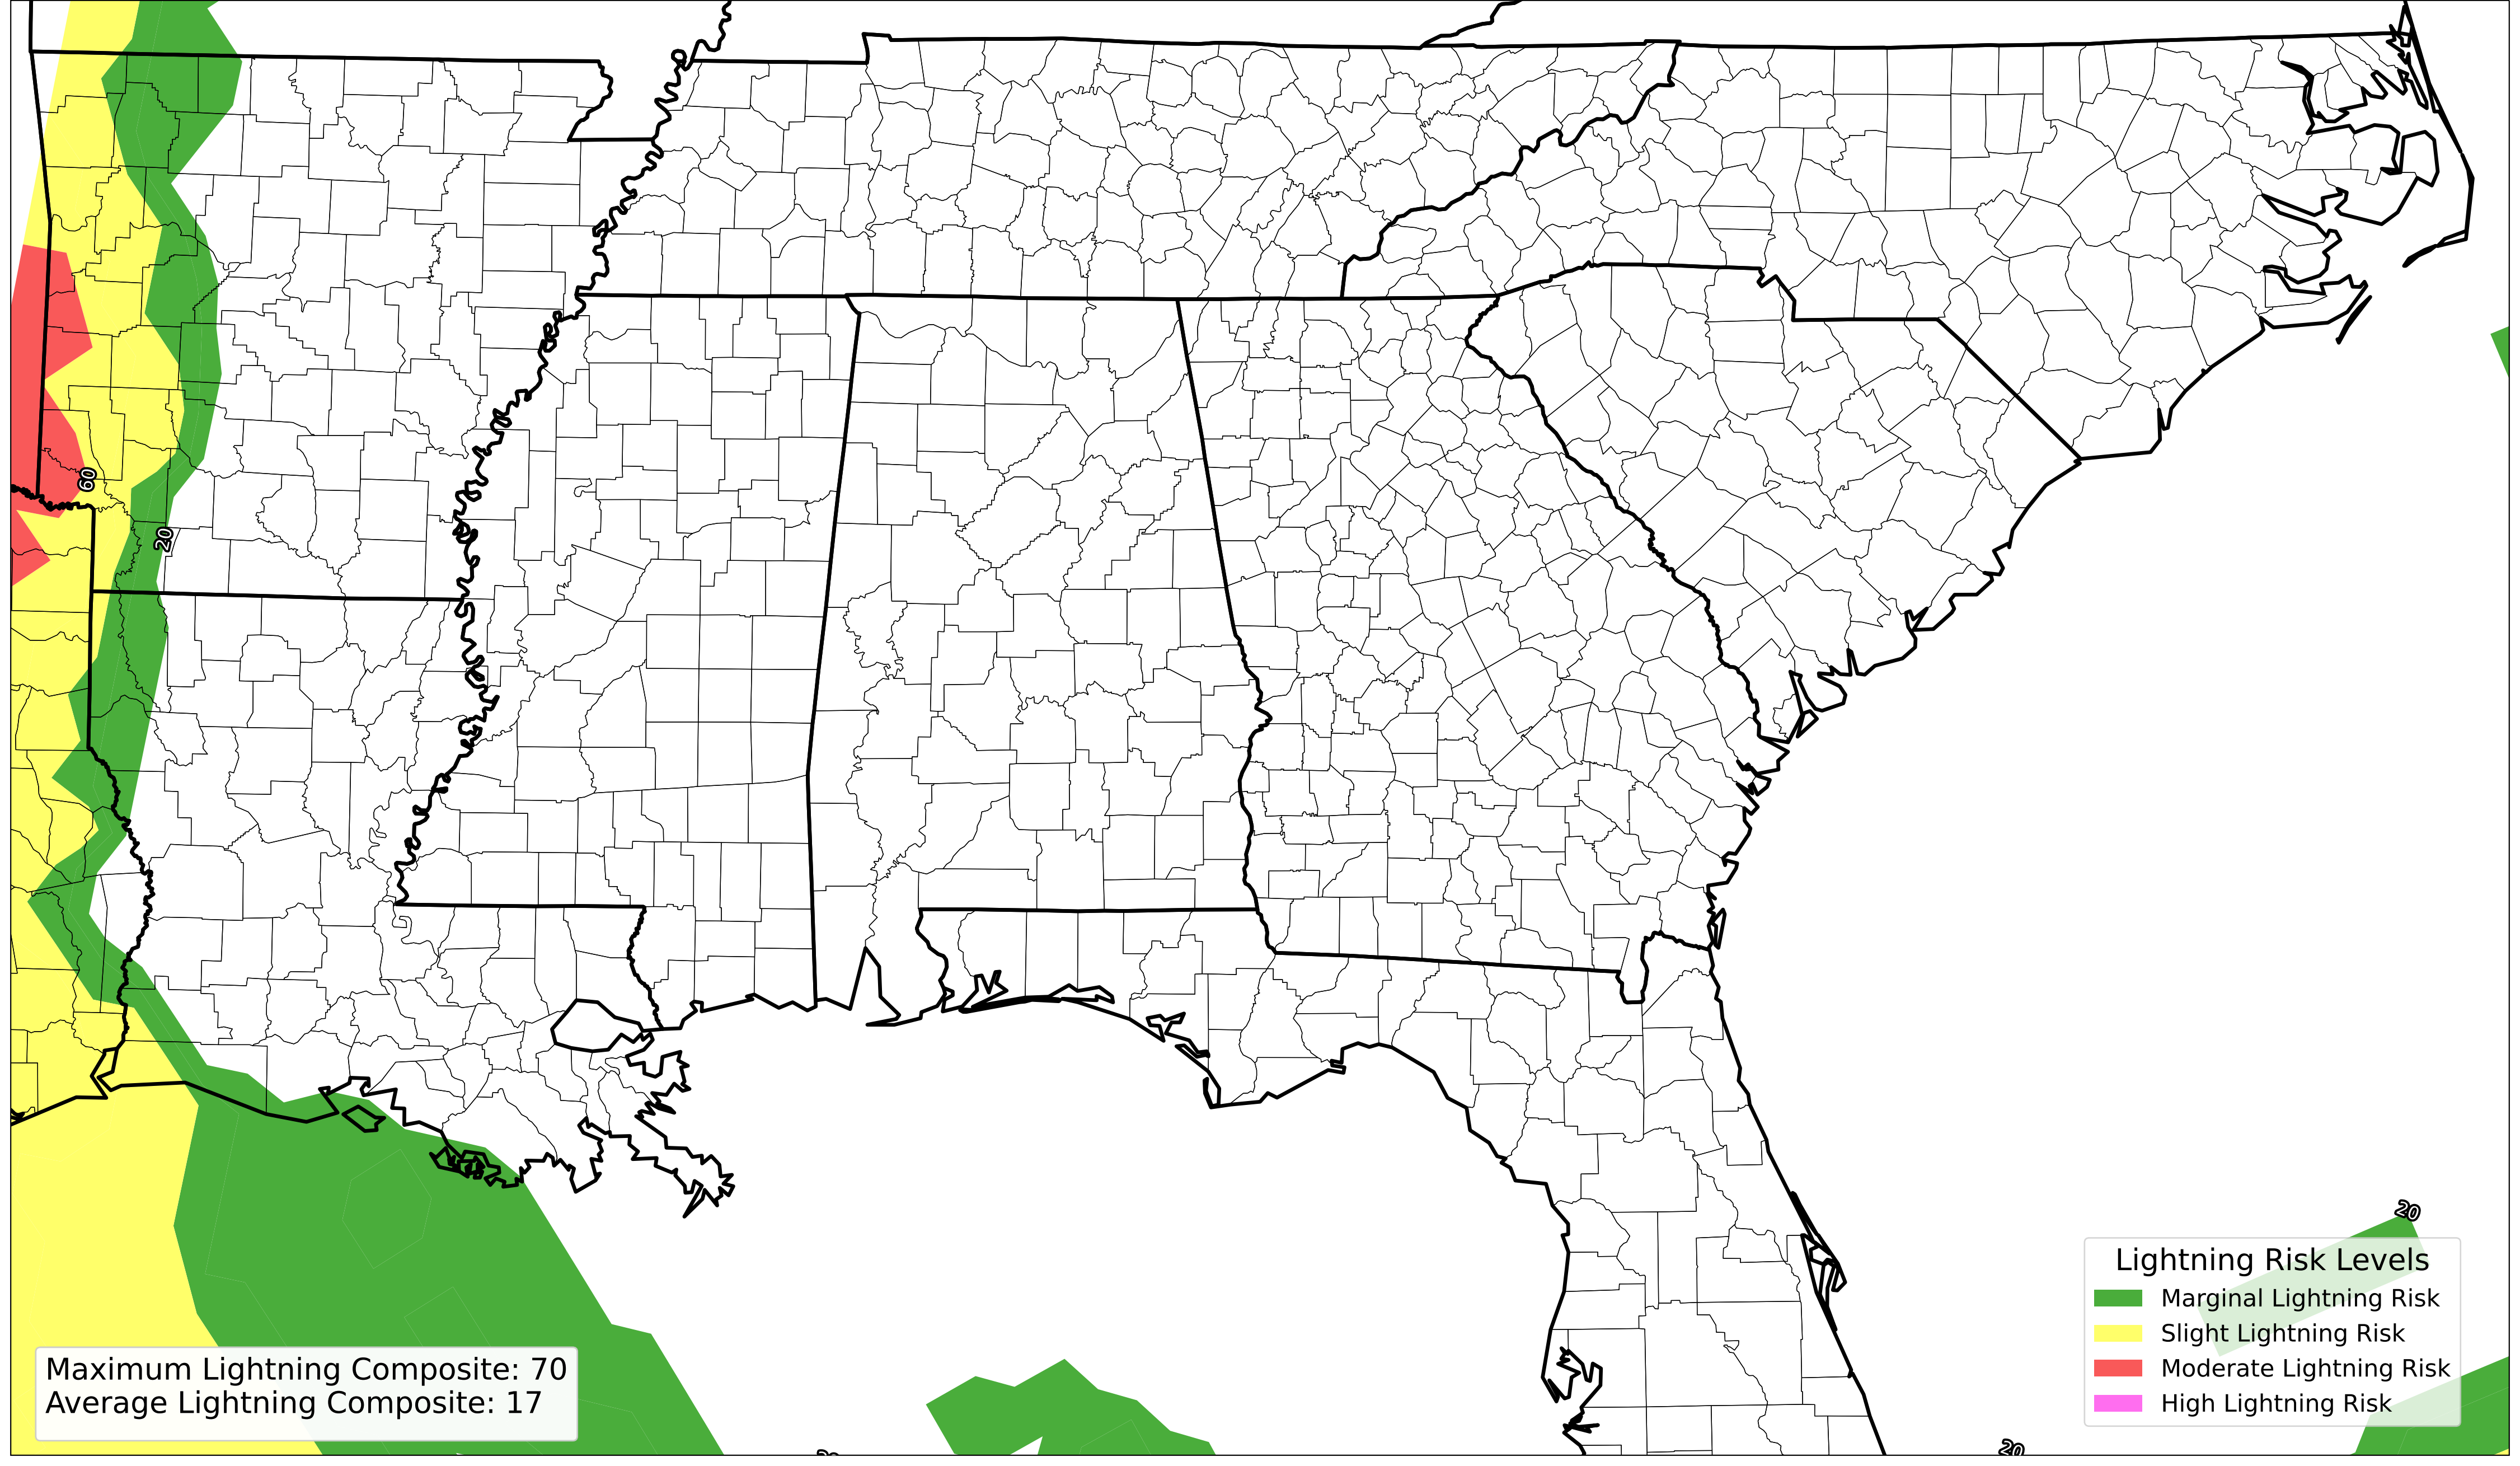 60
20
20
Lightning Risk Levels
Marginal Lightning Risk
Slight Lightning Risk
Moderate Lightning Risk
High Lightning Risk
Maximum Lightning Composite: 70
Average Lightning Composite: 17
20